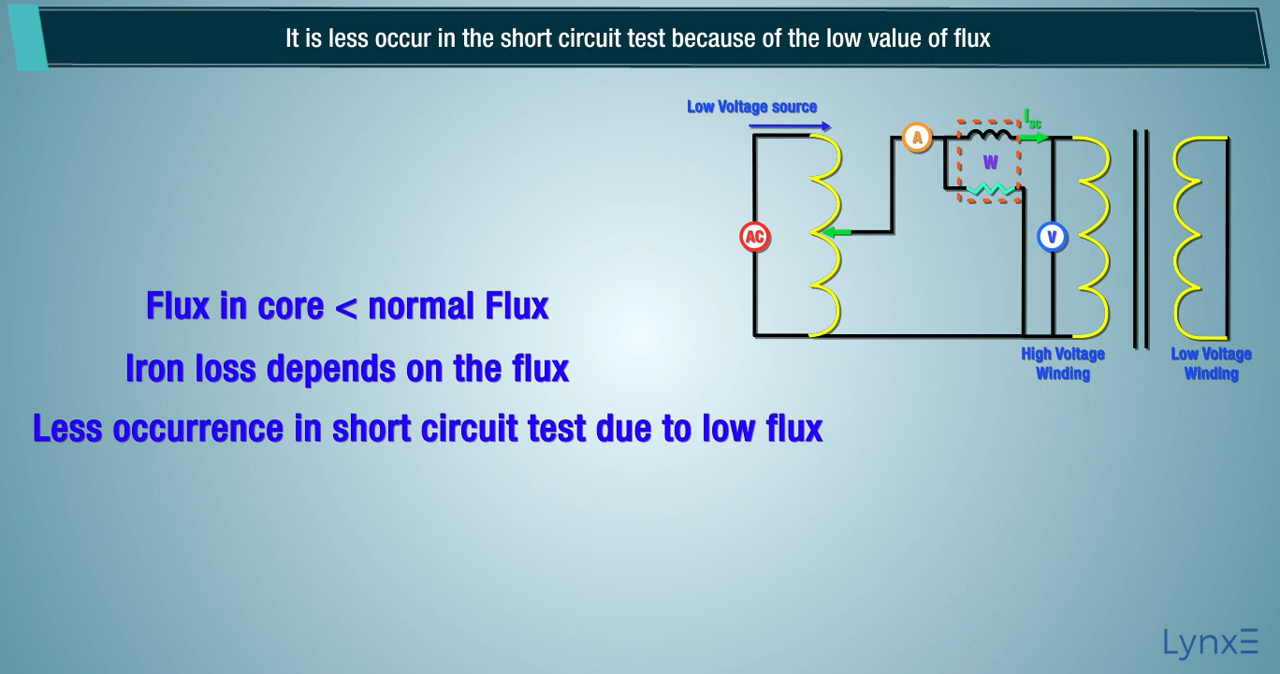 It is less occur in the short circuit test because of the low value of flux
Low Voltage source
A
Isc
W
AC
V
Flux in core < normal Flux
High Voltage
Winding
Low Voltage
Winding
Iron loss depends on the flux
Less occurrence in short circuit test due to low flux
LynxE